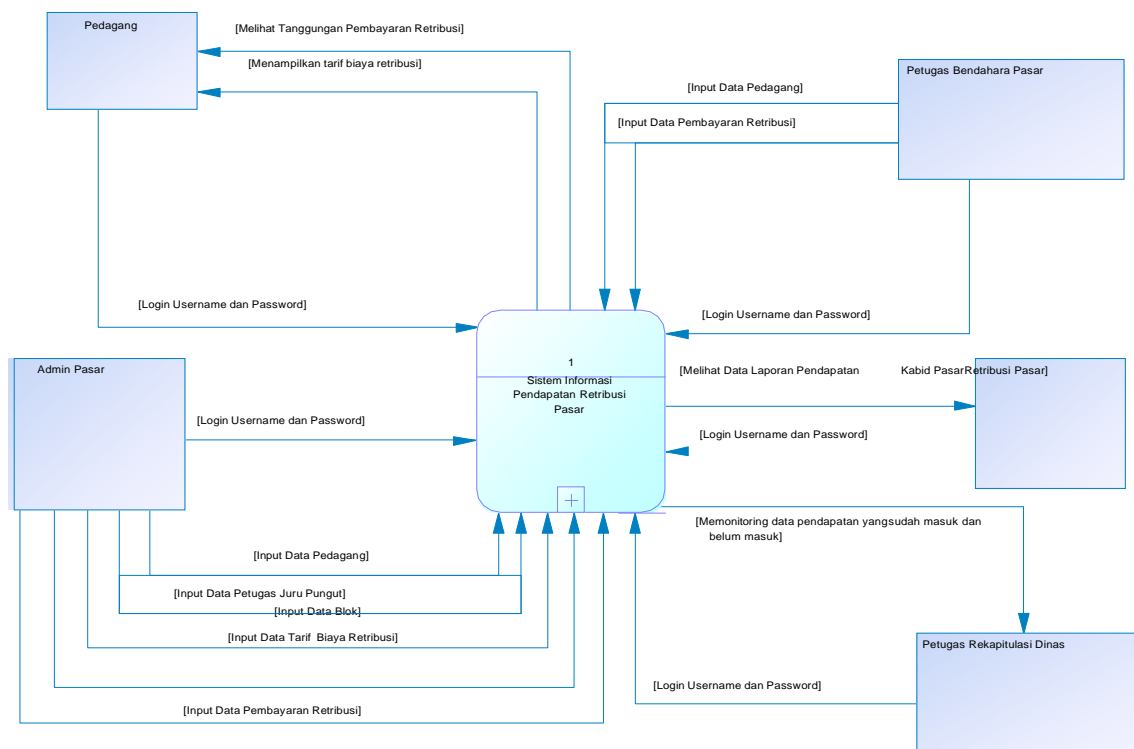 Pedagang
[Melihat Tanggungan Pembayaran Retribusi]
[Menampilkan tarif biaya retribusi]
Petugas Bendahara Pasar
[Input Data Pedagang]
[Input Data Pembayaran Retribusi]
[Login Username dan Password]
[Login Username dan Password]
Admin Pasar
1
Sistem Informasi
Pendapatan Retribusi
Pasar
[Melihat Data Laporan Pendapatan
Kabid PasarRetribusi Pasar]
[Login Username dan Password]
[Login Username dan Password]
[Memonitoring data pendapatan yangsudah masuk dan
belum masuk]
[Input Data Pedagang]
[Input Data Petugas Juru Pungut]
[Input Data Blok]
[Input Data Tarif Biaya Retribusi]
Petugas Rekapitulasi Dinas
[Login Username dan Password]
[Input Data Pembayaran Retribusi]